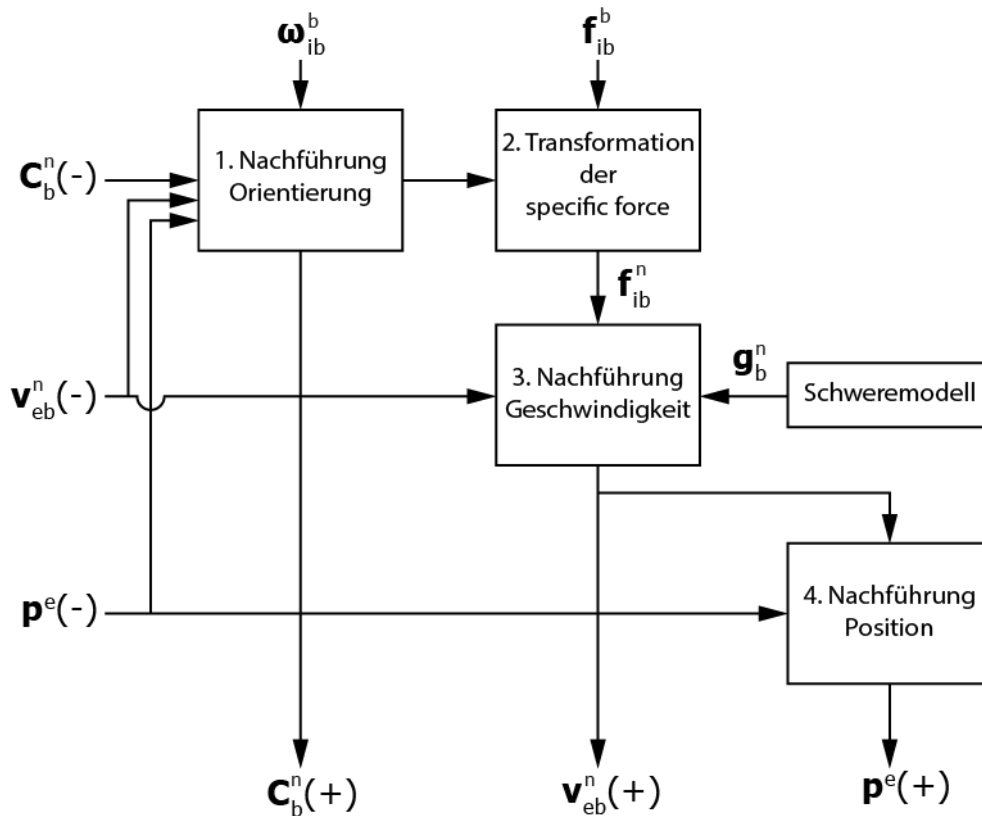 ω^b_ib
f^b_ib
C^n_b(-)
1. Nachführung
Orientierung
2. Transformation
der
specific force
f^n_ib
v^n_eb(-)
3. Nachführung
Geschwindigkeit
g^n_b
Schweremodell
p^e(-)
4. Nachführung
Position
C^n_b(+)
v^n_eb(+)
p^e(+)